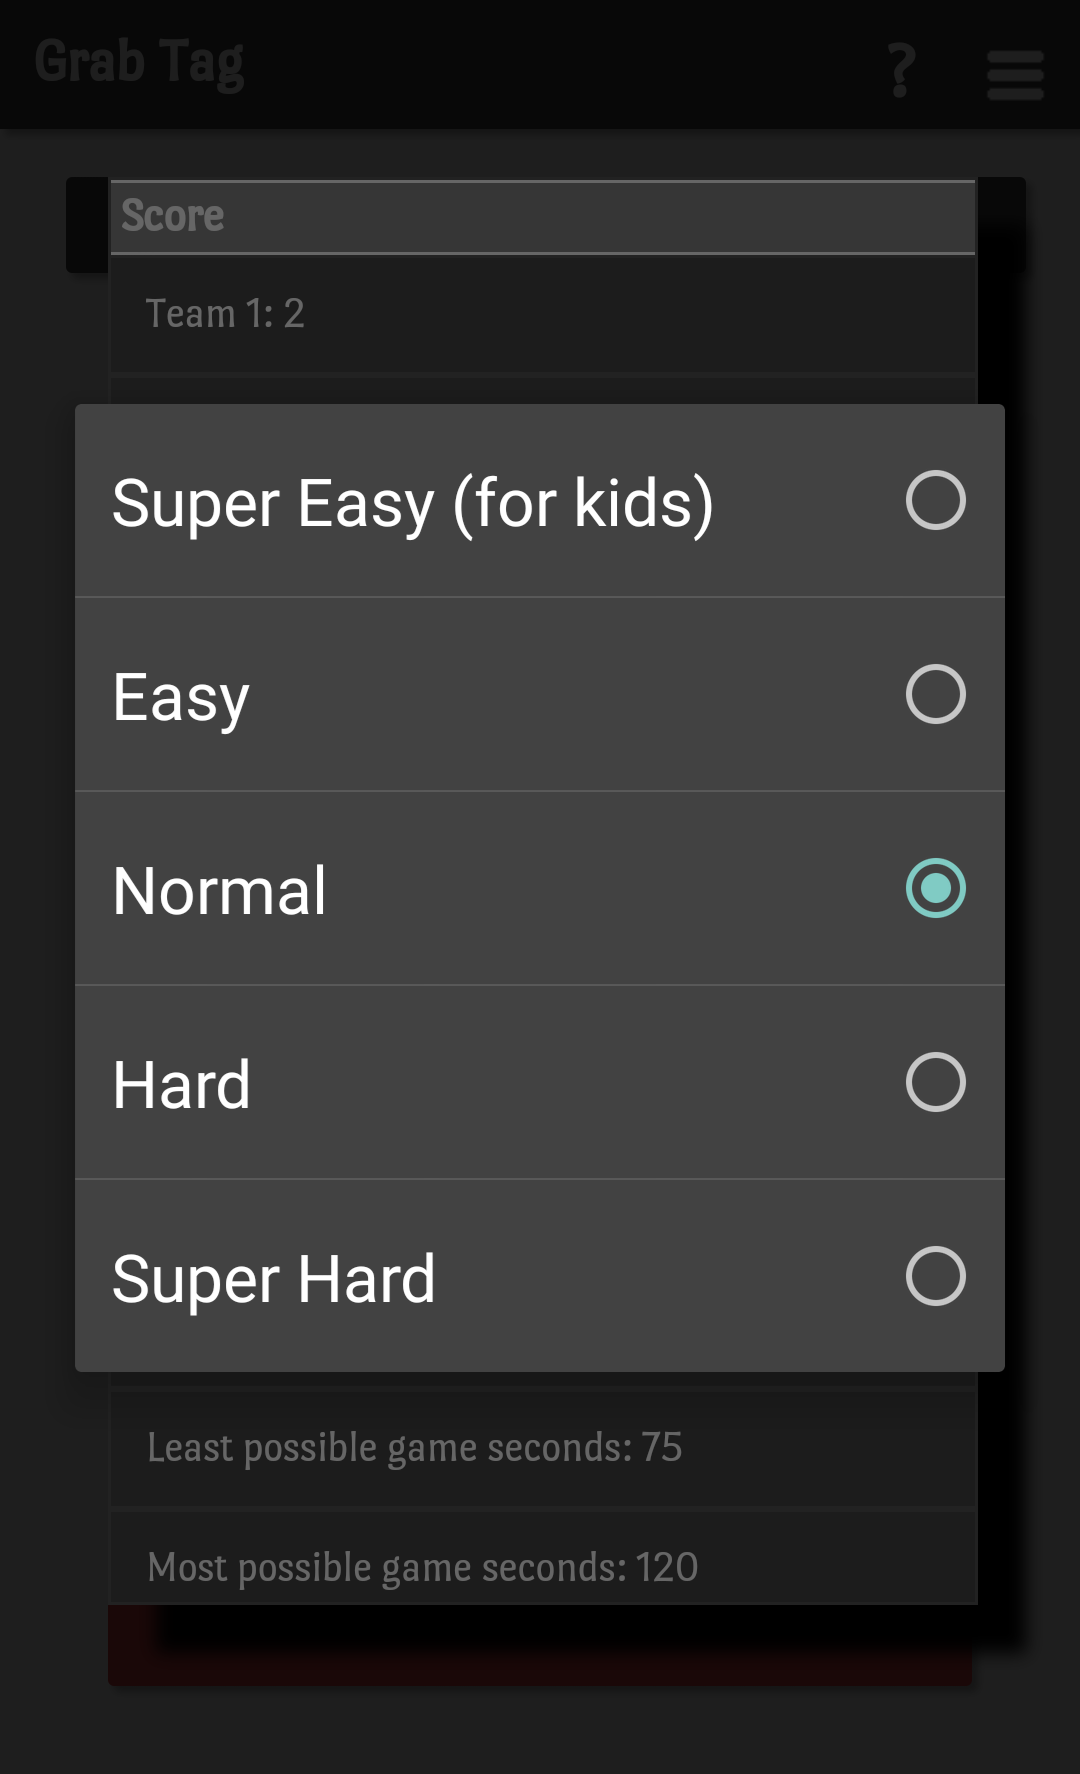 Grab Tag ?
Score
Team 1: 2
Super Easy (for kids)
Easy
Normal
Hard
Super Hard
Least possible game seconds: 75
Most possible game seconds: 120